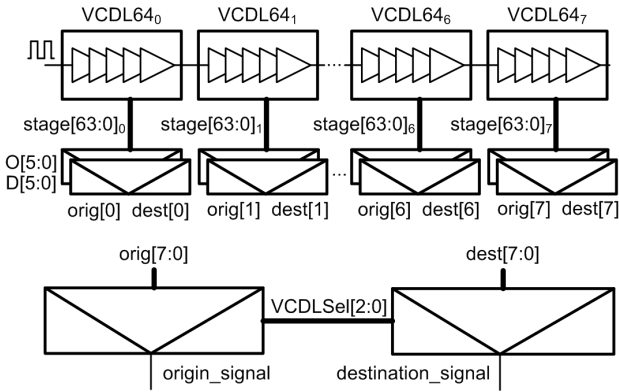 VCDL64₀ VCDL64₁ VCDL64₆ VCDL64₇
stage[63:0]₀ stage[63:0]₁ stage[63:0]₆ stage[63:0]₇
O[5:0]
D[5:0]
orig[0] dest[0] orig[1] dest[1] orig[6] dest[6] orig[7] dest[7]
orig[7:0] dest[7:0]
VCDLSel[2:0]
origin_signal destination_signal